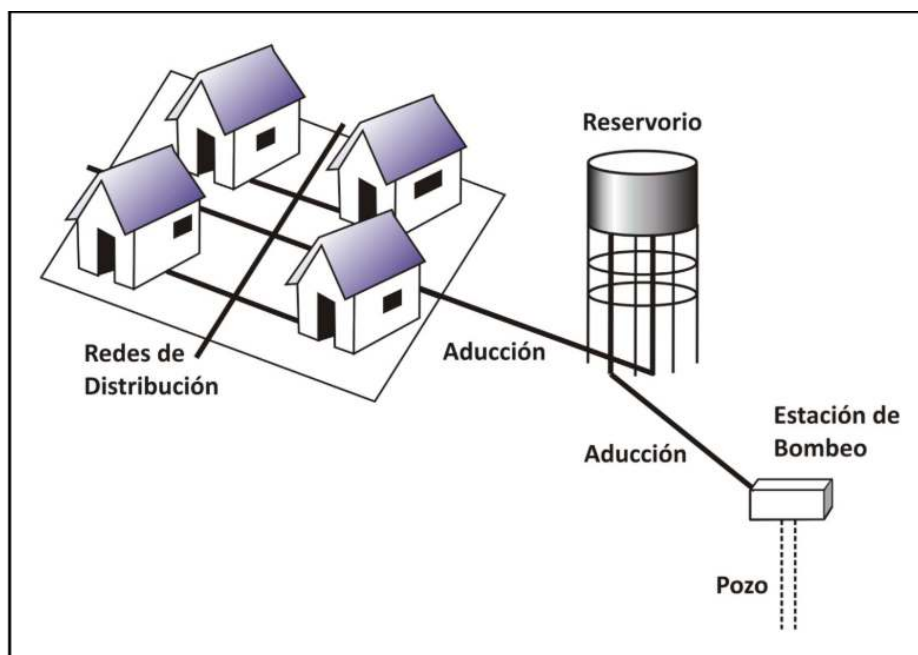 Reservorio
Redes de
Distribución
Aducción
Aducción
Estación de
Bombeo
Pozo